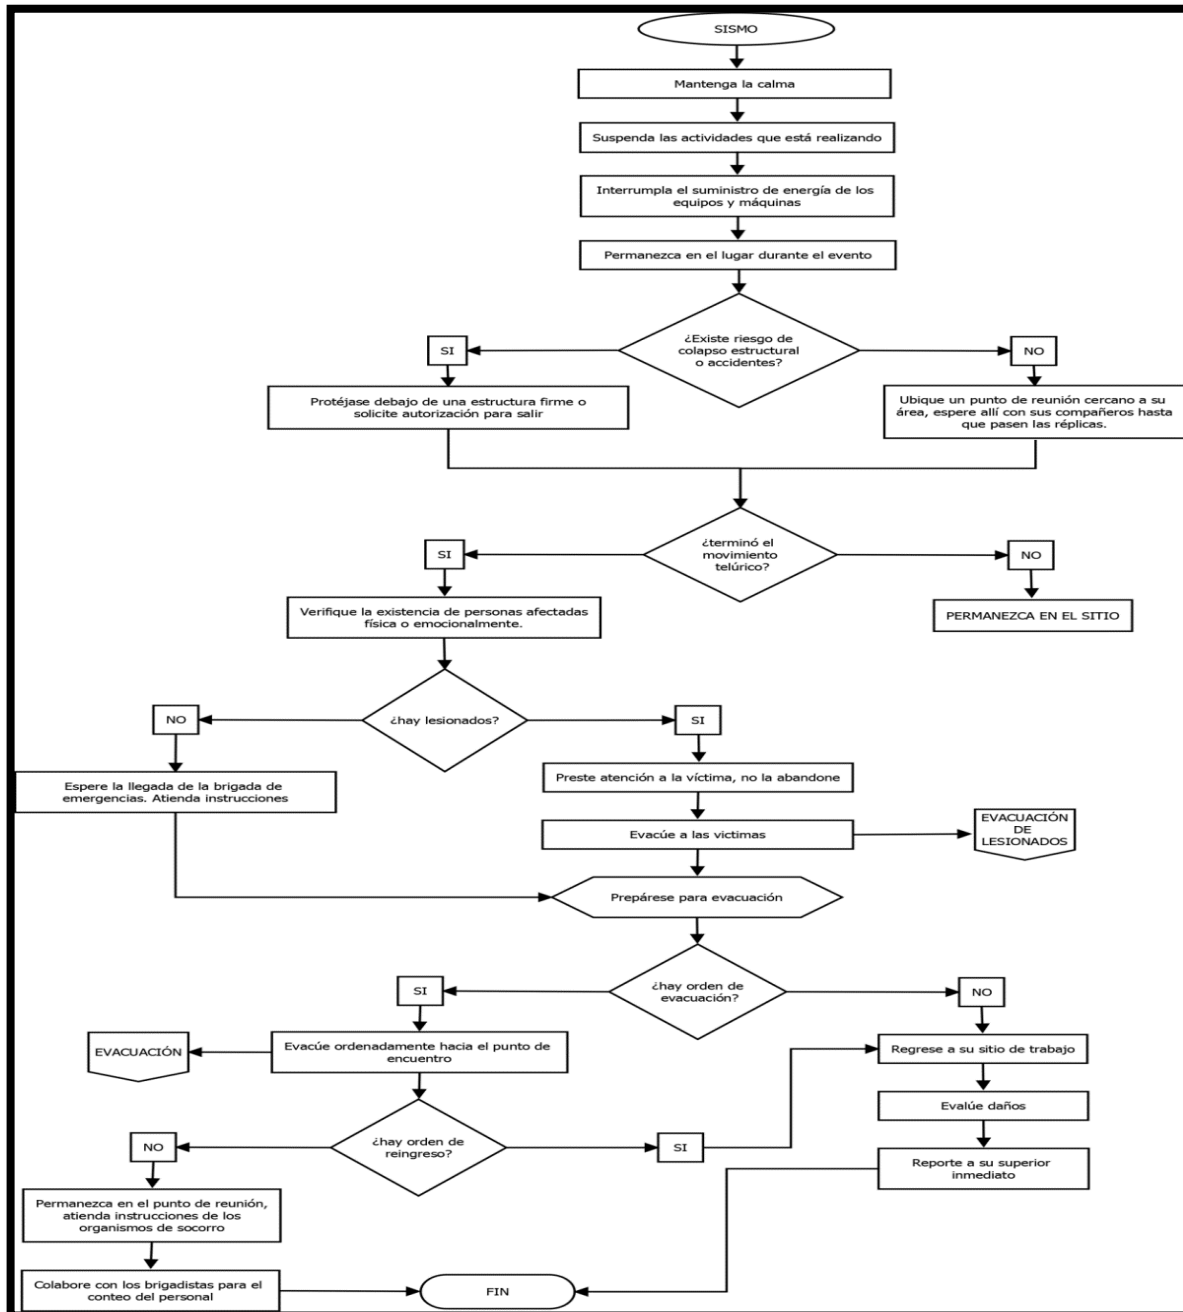 SISMO
Mantenga la calma
Suspenda las actividades que está realizando
Interrumpla el suministro de energía de los
equipos y máquinas
Permanezca en el lugar durante el evento
¿Existe riesgo de
colapso estructural
o accidentes?
SI
NO
Protéjase debajo de una estructura firme o
solicite autorización para salir
Ubique un punto de reunión cercano a su
área, espere allí con sus compañeros hasta
que pasen las réplicas.
¿terminó el
movimiento
telúrico?
SI
NO
Verifique la existencia de personas afectadas
física o emocionalmente.
PERMANEZCA EN EL SITIO
¿hay lesionados?
NO
SI
Espere la llegada de la brigada de
emergencias. Atienda instrucciones
Preste atención a la víctima, no la abandone
Evacúe a las victimas
EVACUACIÓN
DE
LESIONADOS
Prepárese para evacuación
¿hay orden de
evacuación?
SI
NO
EVACUACIÓN
Evacúe ordenadamente hacia el punto de
encuentro
Regrese a su sitio de trabajo
Evalúe daños
¿hay orden de
reingreso?
NO
SI
Reporte a su superior
inmediato
Permanezca en el punto de reunión,
atienda instrucciones de los
organismos de socorro
Colabore con los brigadistas para el
conteo del personal
FIN